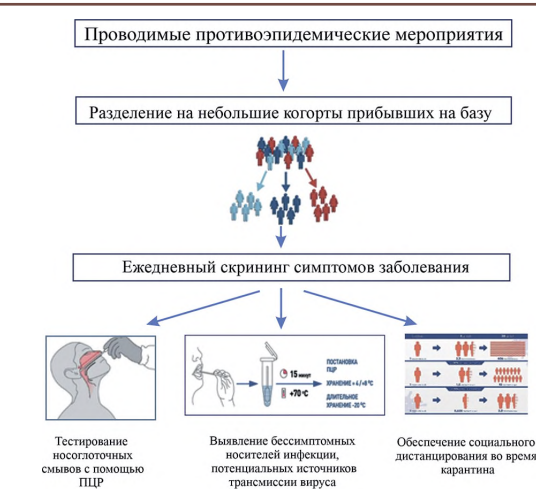 Проводимые противоэпидемические мероприятия
Разделение на небольшие когорты прибывших на базу
Ежедневный скрининг симптомов заболевания
15 минут
+70 °C
ПОСТАНОВКА
ПЦР
ХРАНЕНИЕ + 4 /+8 °C
ДЛИТЕЛЬНОЕ
ХРАНЕНИЕ -20 °C
Тестирование
носоглоточных
смывов с помощью
ПЦР
Выявление бессимптомных
носителей инфекции,
потенциальных источников
трансмиссии вируса
Обеспечение социального
дистанцирования во время
карантина